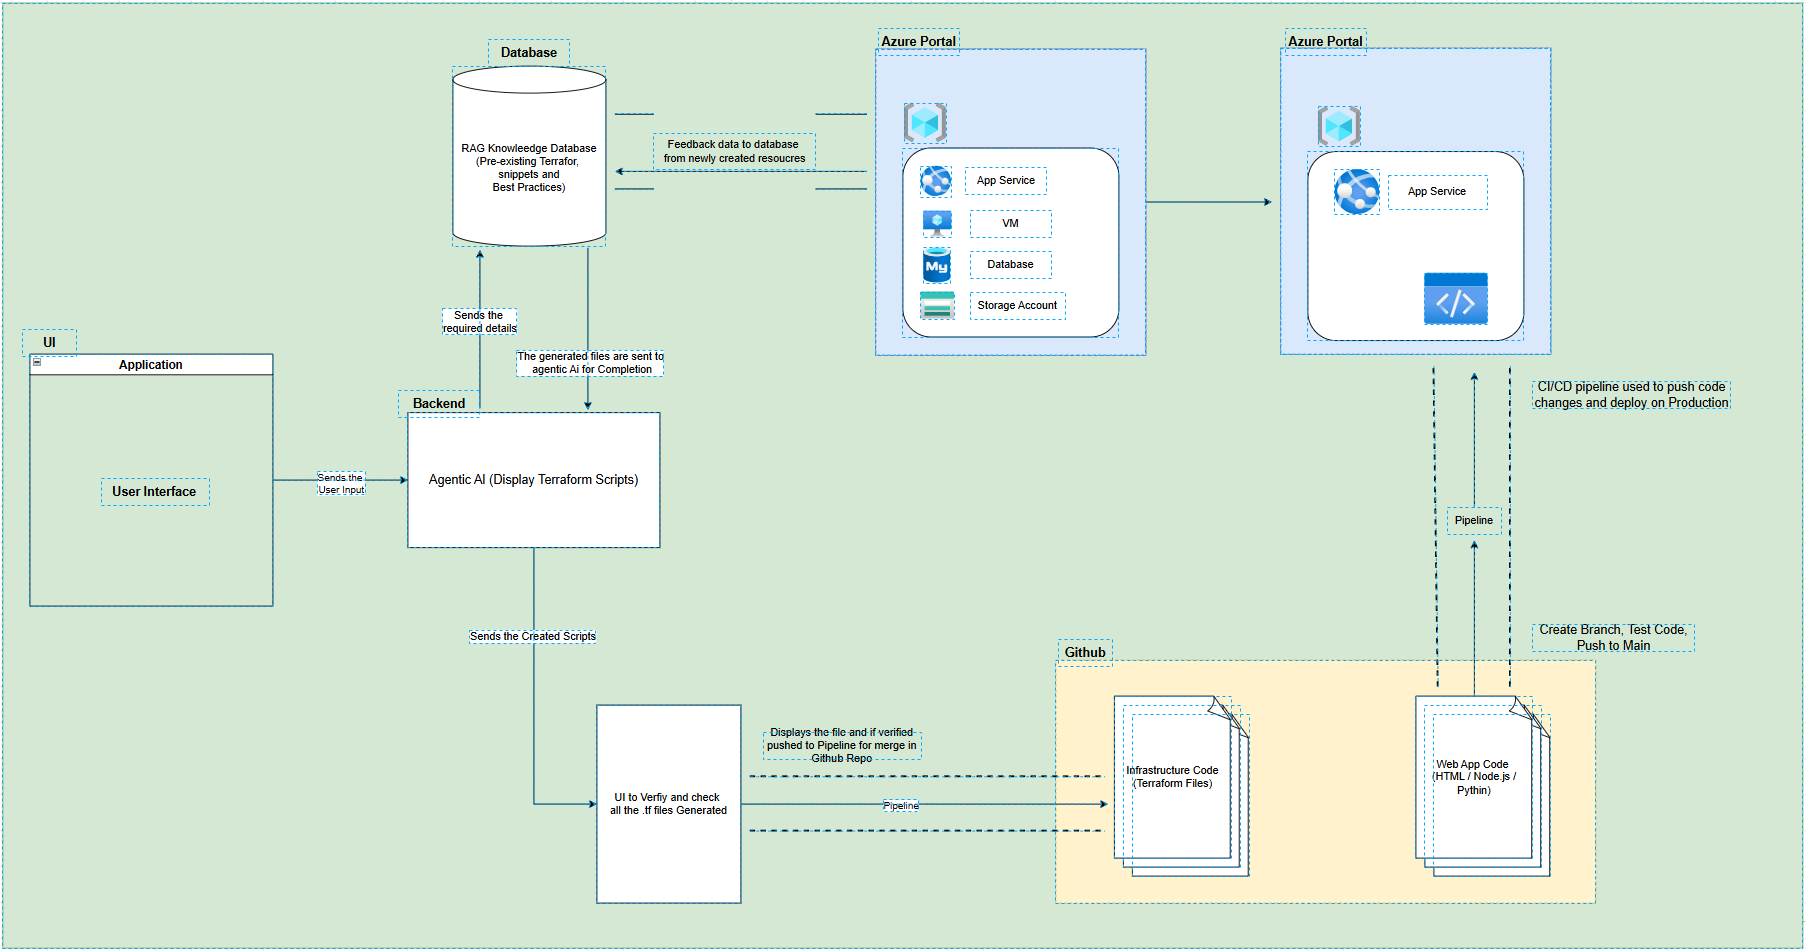 Database
RAG Knowleedge Database
(Pre-existing Terrafor,
snippets and
Best Practices)
Feedback data to database
from newly created resoucres
Azure Portal
App Service
VM
My
Database
Storage Account
Azure Portal
App Service
</>
Sends the
required details
The generated files are sent to
agentic Ai for Completion
UI
Application
User Interface
Sends the
User Input
Backend
Agentic AI (Display Terraform Scripts)
CI/CD pipeline used to push code
changes and deploy on Production
Pipeline
Create Branch, Test Code,
Push to Main
Sends the Created Scripts
UI to Verfiy and check
all the .tf files Generated
Displays the file and if verified
pushed to Pipeline for merge in
Github Repo
Pipeline
Github
Infrastructure Code
(Terraform Files)
Web App Code
(HTML / Node.js /
Pythin)